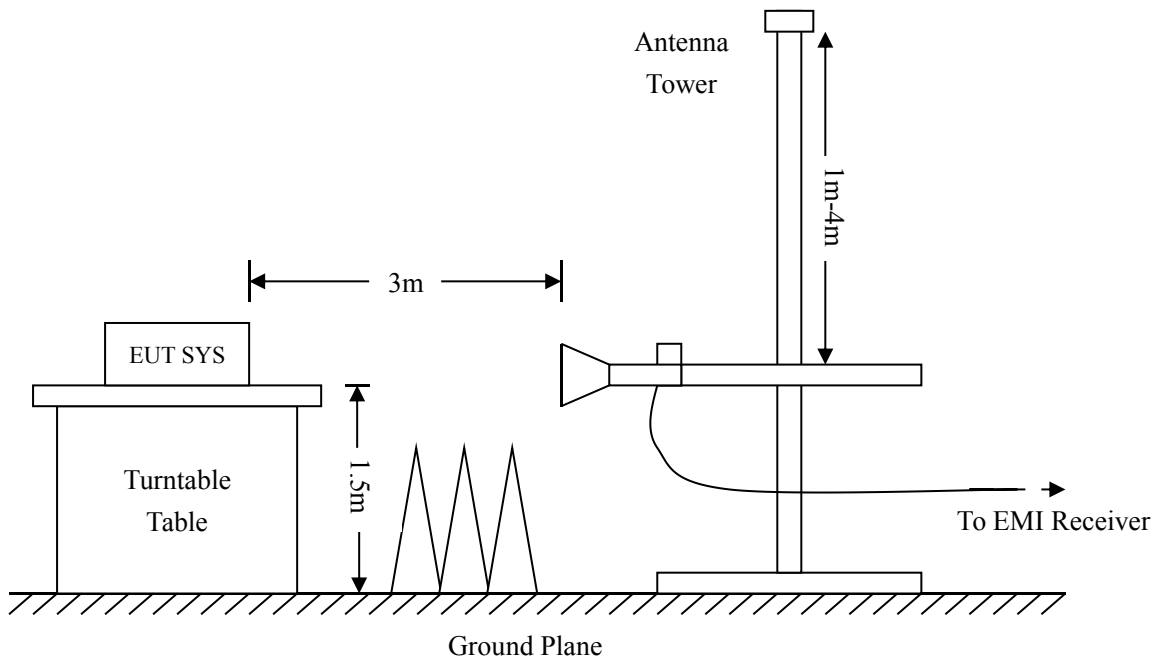 Antenna
Tower
1m-4m
3m
EUT SYS
1.5m
Turntable
Table
To EMI Receiver
Ground Plane